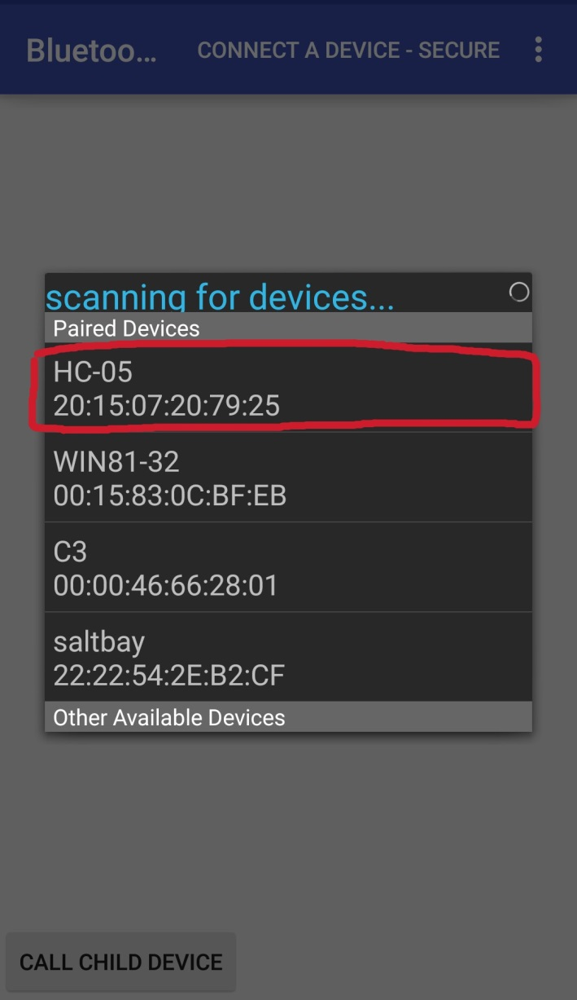 Bluetoo... CONNECT A DEVICE - SECURE
scanning for devices...
Paired Devices
HC-05
20:15:07:20:79:25
WIN81-32
00:15:83:0C:BF:EB
C3
00:00:46:66:28:01
saltbay
22:22:54:2E:B2:CF
Other Available Devices
CALL CHILD DEVICE